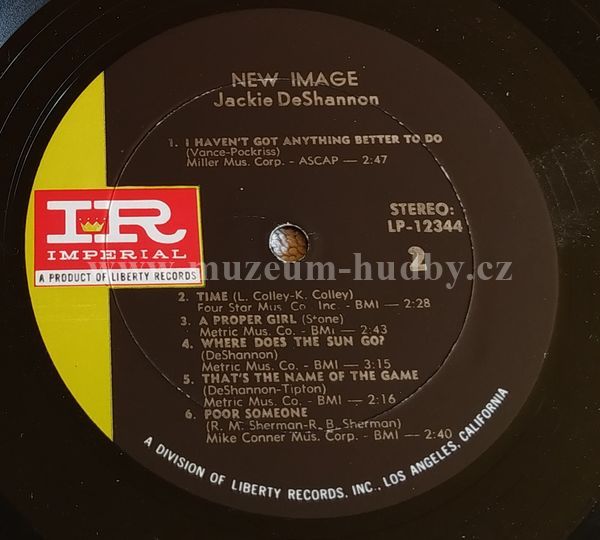 NEW IMAGE
Jackie DeShannon
1. I HAVEN'T GOT ANYTHING BETTER TO DO
(Vance-Pockriss)
Miller Mus. Corp. - ASCAP — 2:47
IR
IMPERIAL
A PRODUCT OF LIBERTY RECORDS
STEREO:
LP-12344
2
www.muzeum-hudby.cz
2. TIME (L. Colley-K. Colley)
Four Star Mus. Co. Inc. - BMI — 2:28
3. A PROPER GIRL (Stone)
Metric Mus. Co. - BMI — 2:43
4. WHERE DOES THE SUN GO?
(DeShannon)
Metric Mus. Co. - BMI — 3:15
5. THAT'S THE NAME OF THE GAME
(DeShannon-Tipton)
Metric Mus. Co. - BMI — 2:16
6. POOR SOMEONE
(R. M. Sherman-R. B. Sherman)
Mike Conner Mus. Corp. - BMI — 2:40
A DIVISION OF LIBERTY RECORDS, INC., LOS ANGELES, CALIFORNIA